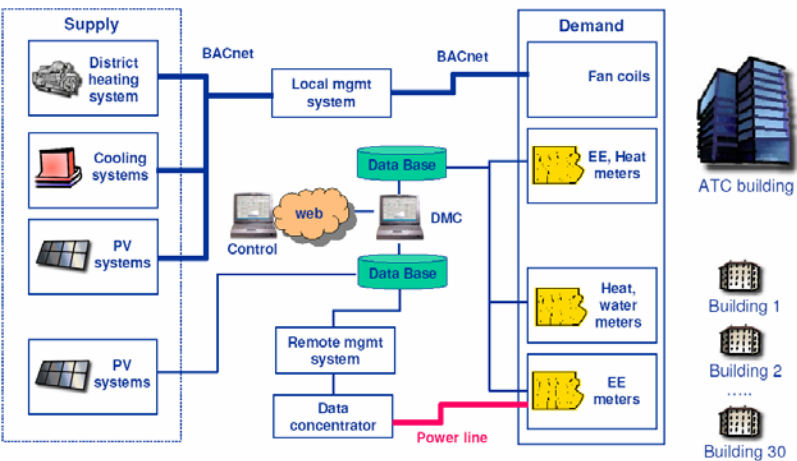 Supply
District
heating
system
Cooling
systems
PV
systems
PV
systems
BACnet
Local mgmt
system
BACnet
Data Base
web
Control
DMC
Data Base
Remote mgmt
system
Data
concentrator
Power line
Demand
Fan coils
EE, Heat
meters
Heat,
water
meters
EE
meters
ATC building
Building 1
Building 2
.....
Building 30